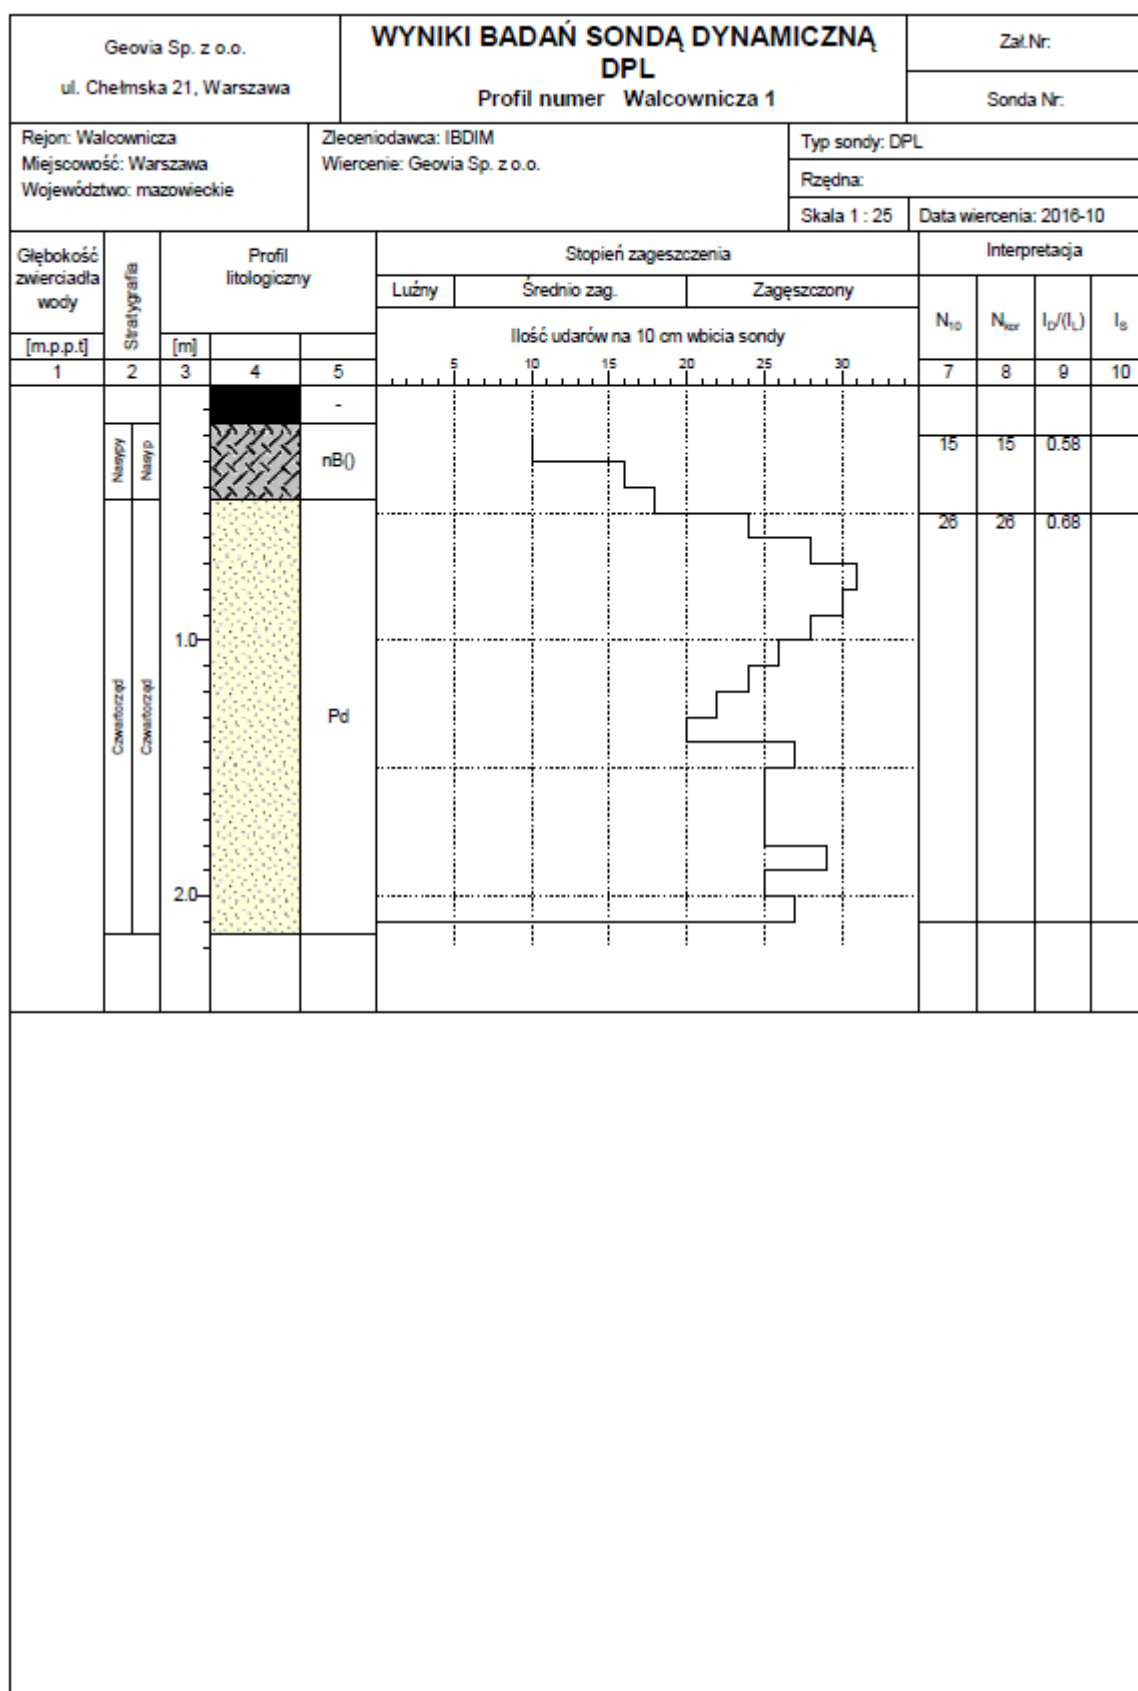 Geovia Sp. z o.o.
ul. Chełmska 21, Warszawa
WYNIKI BADAŃ SONDĄ DYNAMICZNĄ
DPL
Profil numer Walcownicza 1
Zał.Nr:
Sonda Nr:
Rejon: Walcownicza
Miejscowość: Warszawa
Województwo: mazowieckie
Zleceniodawca: IBDIM
Wiercenie: Geovia Sp. z o.o.
Typ sondy: DPL
Rzędna:
Skala 1 : 25
Data wiercenia: 2016-10
Głębokość
zwierciadła
wody
[m.p.p.t]
Stratygrafia
Profil
litologiczny
[m]
Stopień zagęszczenia
Luźny
Średnio zag.
Zagęszczony
Ilość udarów na 10 cm wbicia sondy
5 10 15 20 25 30
Interpretacja
N10 Nkor ID/(IL) IS
1 2 3 4 5 7 8 9 10
-
Nasypy
Nasyp
nB()
15 15 0.58
26 26 0.68
1.0
Czwartorzęd
Czwartorzęd
Pd
2.0